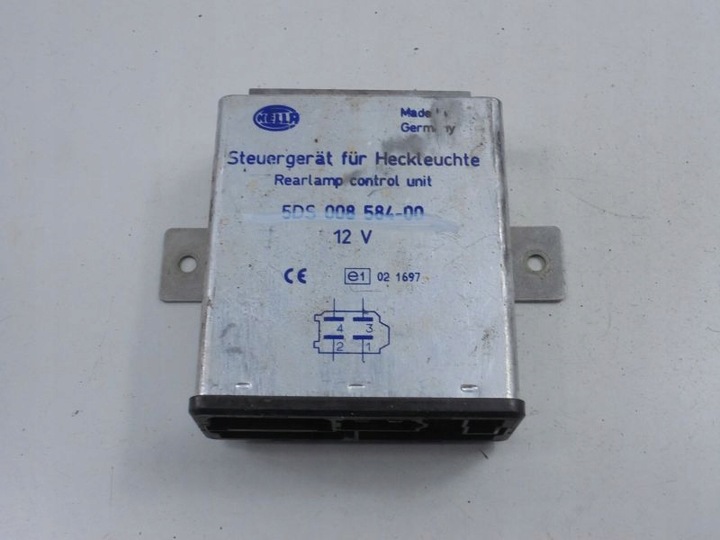 HELLA
Made in
Germany
Steuergerät für Heckleuchte
Rearlamp control unit
5DS 008 584-00
12 V
CE e1 02 1697
4 3
2 1